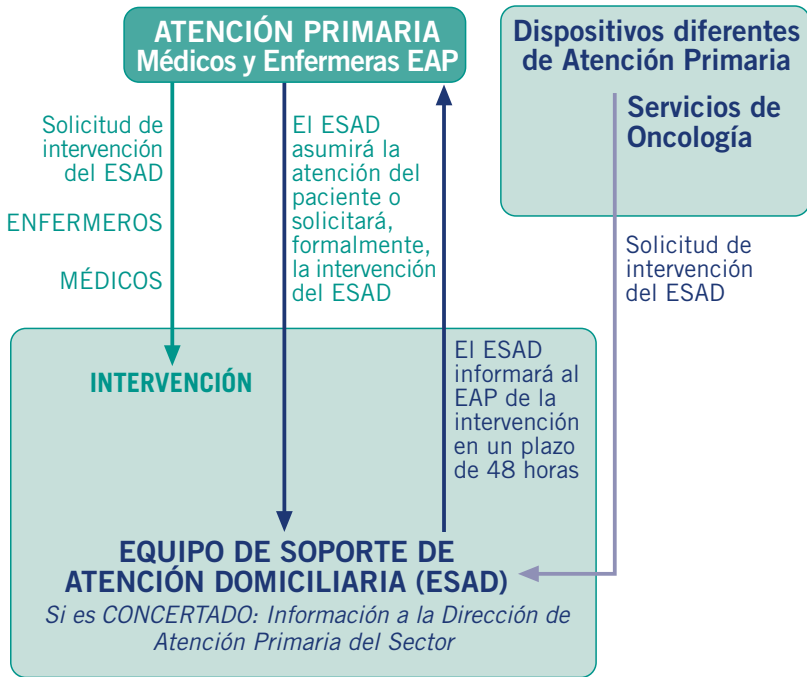 ATENCIÓN PRIMARIA
Médicos y Enfermeras EAP
Dispositivos diferentes
de Atención Primaria
Servicios de
Oncología
Solicitud de
intervención
del ESAD
ENFERMEROS
MÉDICOS
El ESAD
asumirá la
atención del
paciente o
solicitará,
formalmente,
la intervención
del ESAD
Solicitud de
intervención
del ESAD
INTERVENCIÓN
El ESAD
informará al
EAP de la
intervención
en un plazo
de 48 horas
EQUIPO DE SOPORTE DE
ATENCIÓN DOMICILIARIA (ESAD)
Si es CONCERTADO: Información a la Dirección de
Atención Primaria del Sector